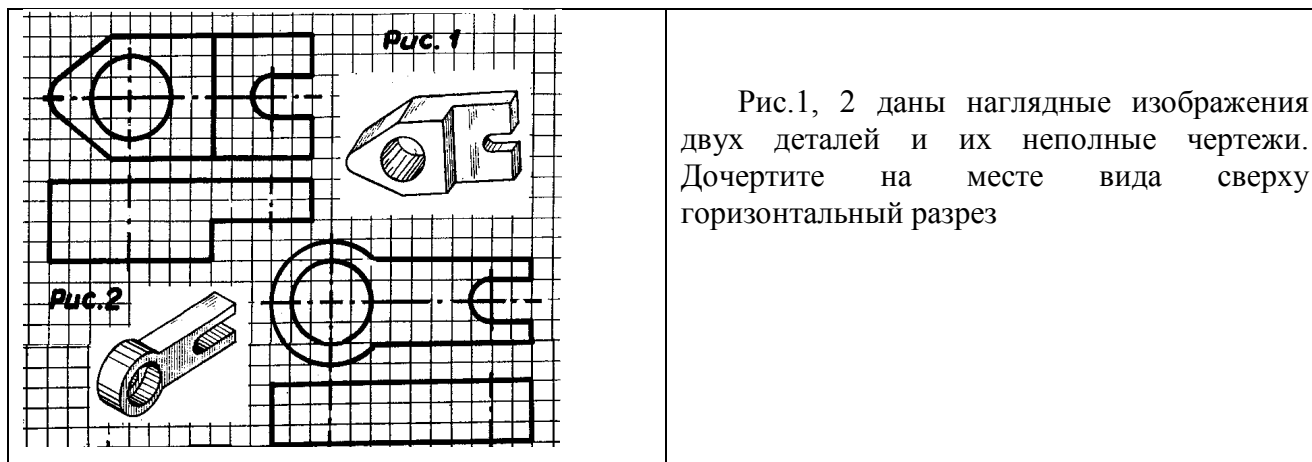 Рис. 1
Рис.2
Рис.1, 2 даны наглядные изображения
двух деталей и их неполные чертежи.
Дочертите на месте вида сверху
горизонтальный разрез